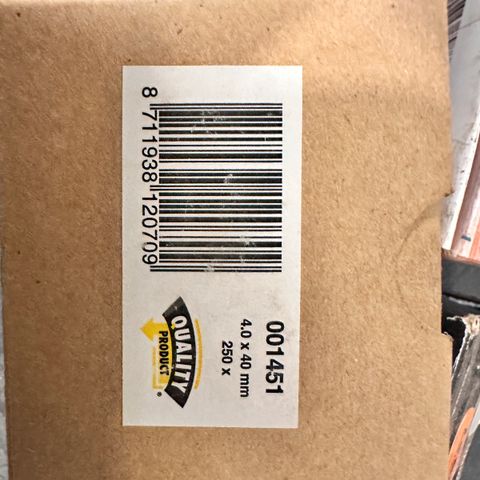 8 711938 120709
QUALITY
PRODUCT
®
001451
4.0 x 40 mm
250 x